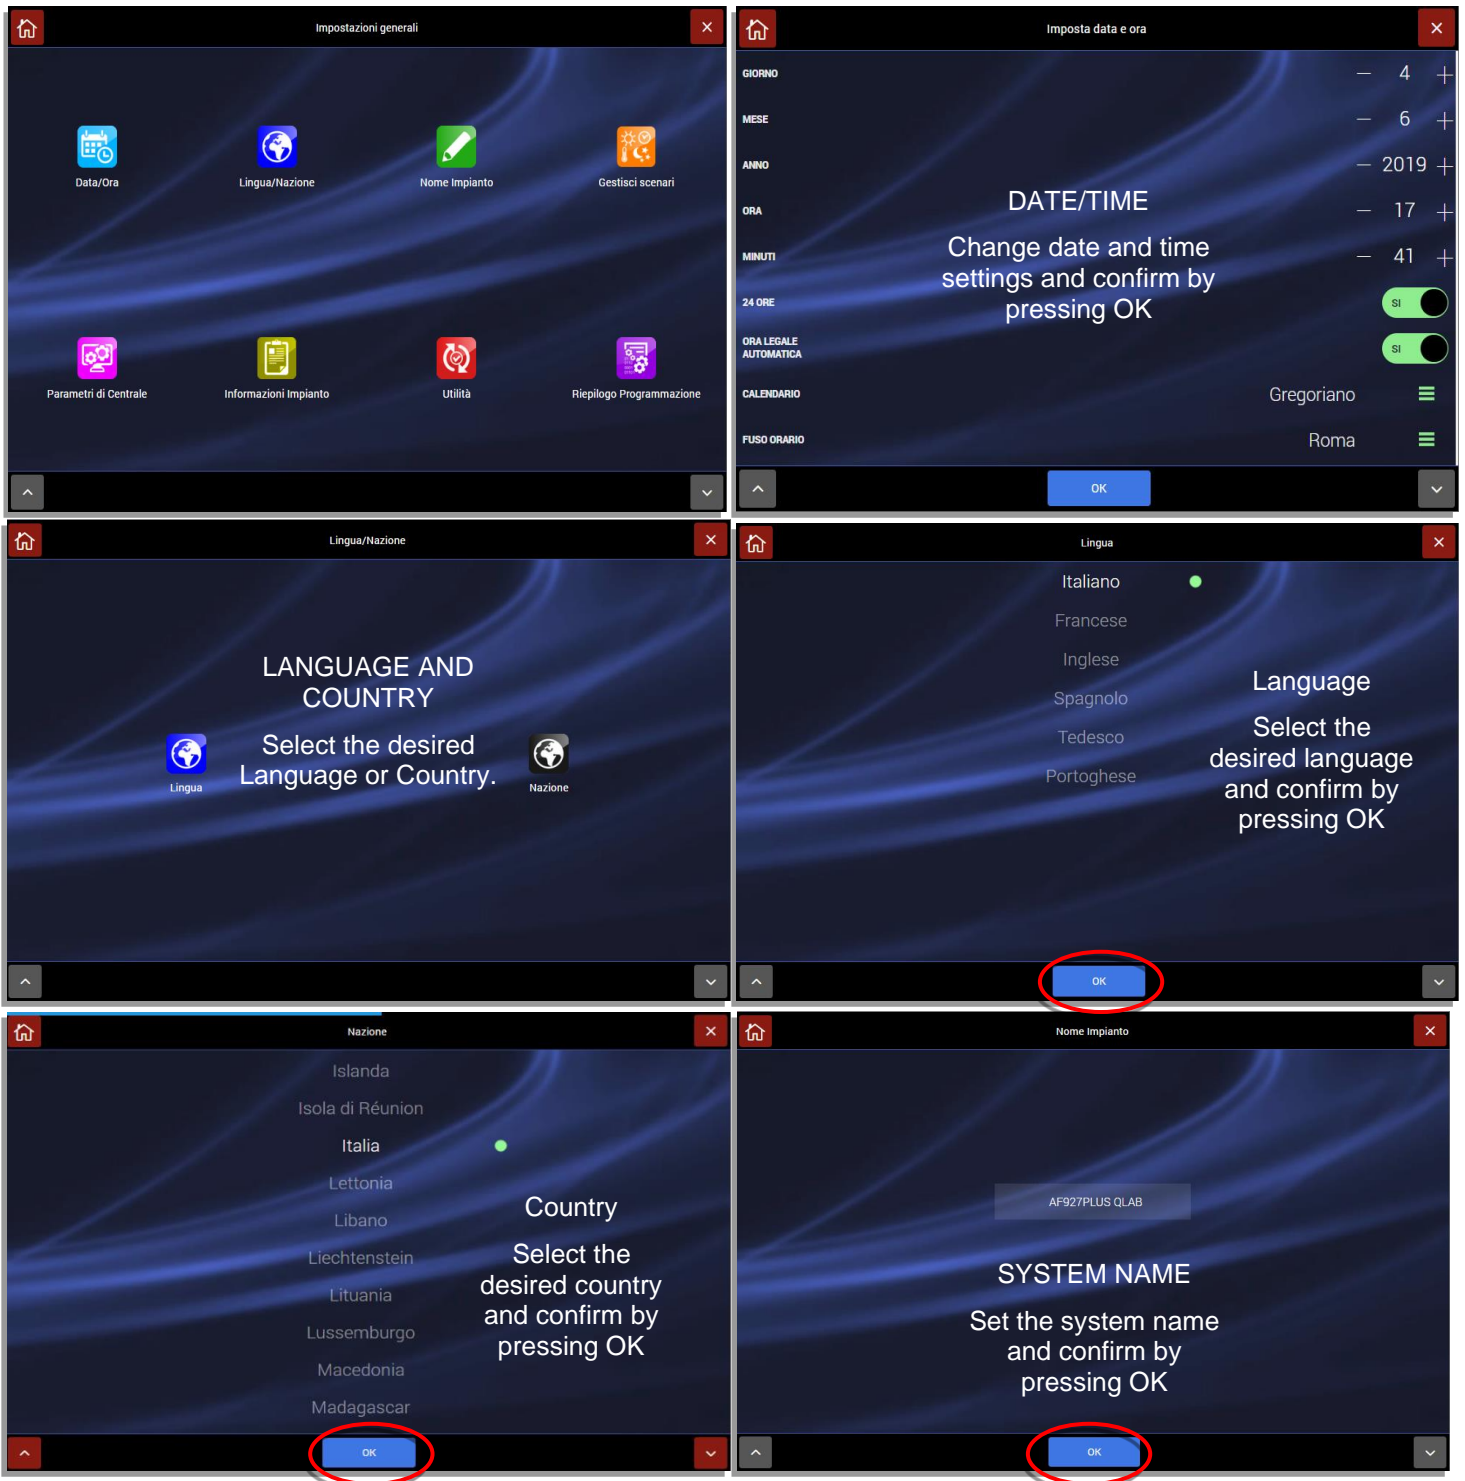 Impostazioni generali
Data/Ora
Lingua/Nazione
Nome Impianto
Gestisci scenari
Parametri di Centrale
Informazioni Impianto
Utilità
Riepilogo Programmazione
Imposta data e ora
GIORNO
4
MESE
6
ANNO
2019
ORA
17
MINUTI
41
24 ORE
SI
ORA LEGALE
AUTOMATICA
SI
CALENDARIO
Gregoriano
FUSO ORARIO
Roma
DATE/TIME
Change date and time
settings and confirm by
pressing OK
OK
Lingua/Nazione
LANGUAGE AND
COUNTRY
Select the desired
Language or Country.
Lingua
Nazione
Lingua
Italiano
Francese
Inglese
Spagnolo
Tedesco
Portoghese
Language
Select the
desired language
and confirm by
pressing OK
OK
Nazione
Islanda
Isola di Réunion
Italia
Lettonia
Libano
Liechtenstein
Lituania
Lussemburgo
Macedonia
Madagascar
Country
Select the
desired country
and confirm by
pressing OK
OK
Nome Impianto
AF927PLUS QLAB
SYSTEM NAME
Set the system name
and confirm by
pressing OK
OK